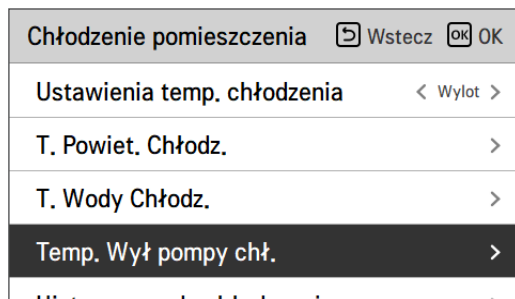 Chłodzenie pomieszczenia Wstecz OK OK
Ustawienia temp. chłodzenia < Wylot >
T. Powiet. Chłodz. >
T. Wody Chłodz. >
Temp. Wył pompy chł. >